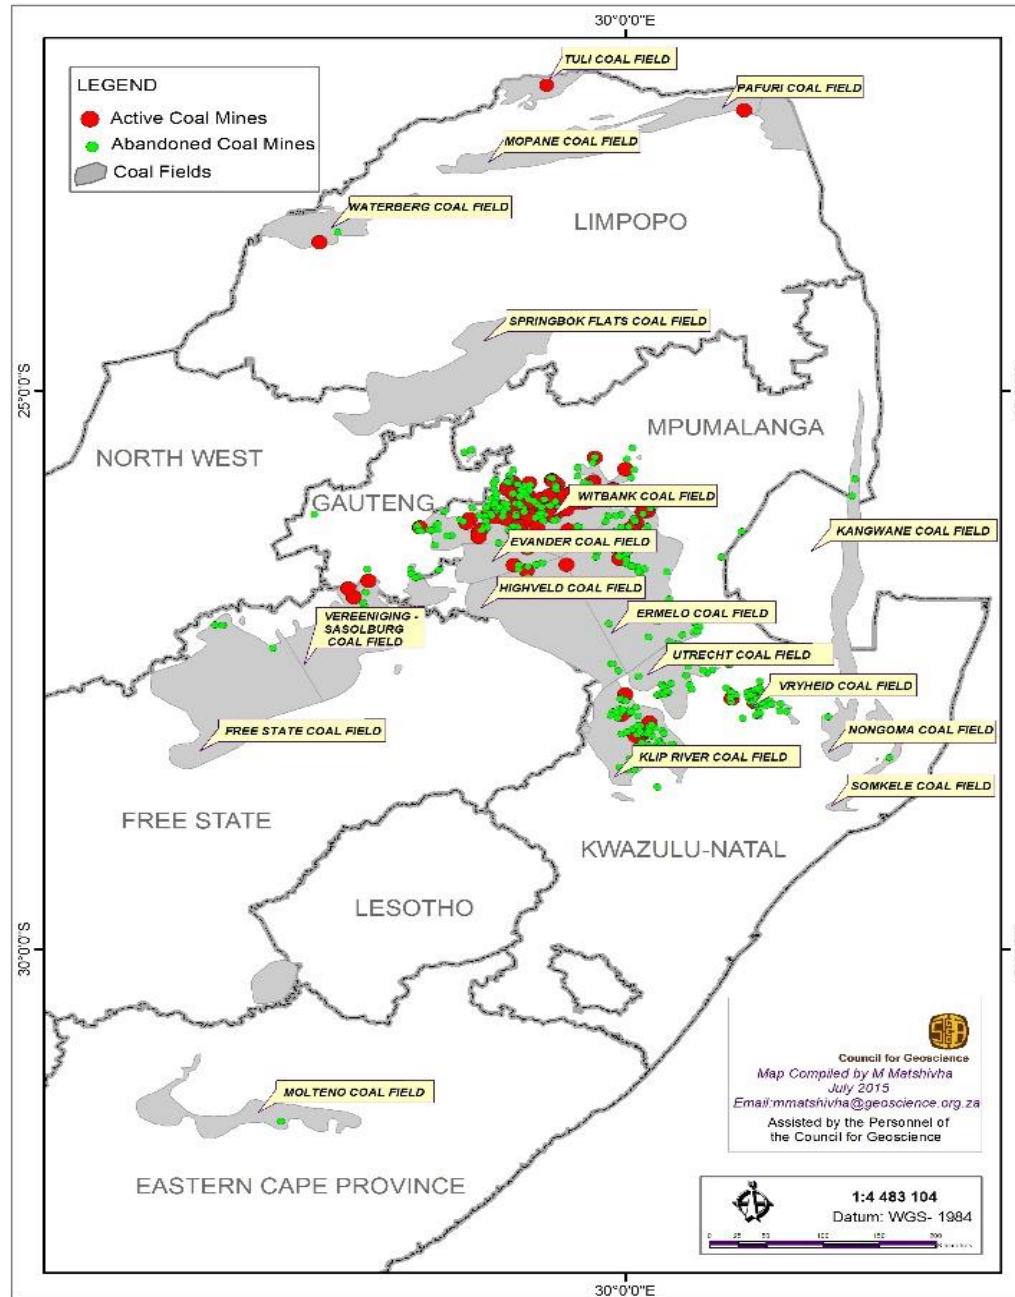 30°0'0"E
LEGEND
Active Coal Mines
Abandoned Coal Mines
Coal Fields
TULI COAL FIELD
PAFURI COAL FIELD
MOPANE COAL FIELD
WATERBERG COAL FIELD
LIMPOPO
SPRINGBOK FLATS COAL FIELD
25°0'0"S
MPUMALANGA
NORTH WEST
GAUTENG
WITBANK COAL FIELD
KANGWANE COAL FIELD
EVANDER COAL FIELD
HIGHVELD COAL FIELD
ERMELO COAL FIELD
VEREENIGING -
SASOLBURG
COAL FIELD
UTRECHT COAL FIELD
VRYHEID COAL FIELD
FREE STATE COAL FIELD
NONGOMA COAL FIELD
KLIP RIVER COAL FIELD
SOMKELE COAL FIELD
FREE STATE
KWAZULU-NATAL
LESOTHO
30°0'0"S
Council for Geoscience
Map Compiled by M Matshivha
July 2015
Email:mmatshivha@geoscience.org.za
Assisted by the Personnel of
the Council for Geoscience
MOLTENO COAL FIELD
EASTERN CAPE PROVINCE
1:4 483 104
Datum: WGS- 1984
0 25 50 100 150 200
30°0'0"E